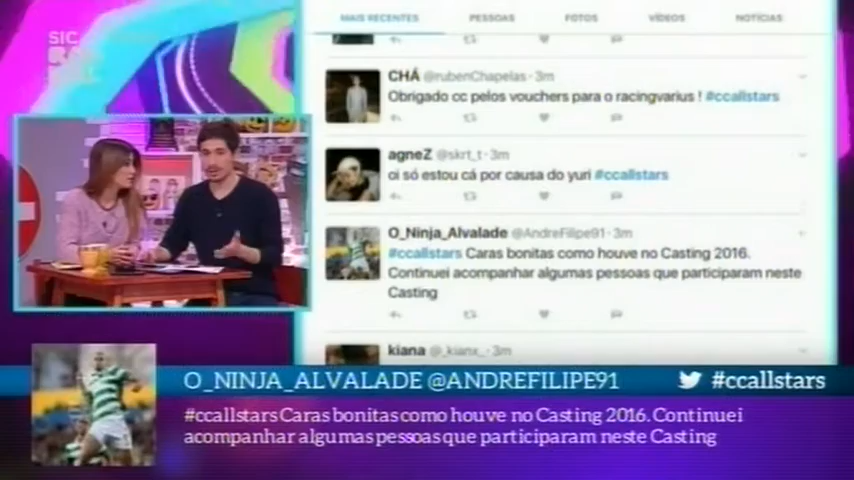 SIC
MAIS RECENTES
PESSOAS
FOTOS
VÍDEOS
NOTÍCIAS
CHÁ @rubenChapelas · 3m
Obrigado cc pelos vouchers para o racingvarius ! #ccallstars
agneZ @skrt_t · 3m
oi só estou cá por causa do yuri #ccallstars
O_Ninja_Alvalade @AndreFilipe91 · 3m
#ccallstars Caras bonitas como houve no Casting 2016.
Continuei acompanhar algumas pessoas que participaram neste
Casting
kiana @_kianx_ · 3m
O_NINJA_ALVALADE @ANDREFILIPE91
#ccallstars
#ccallstars Caras bonitas como houve no Casting 2016. Continuei
acompanhar algumas pessoas que participaram neste Casting